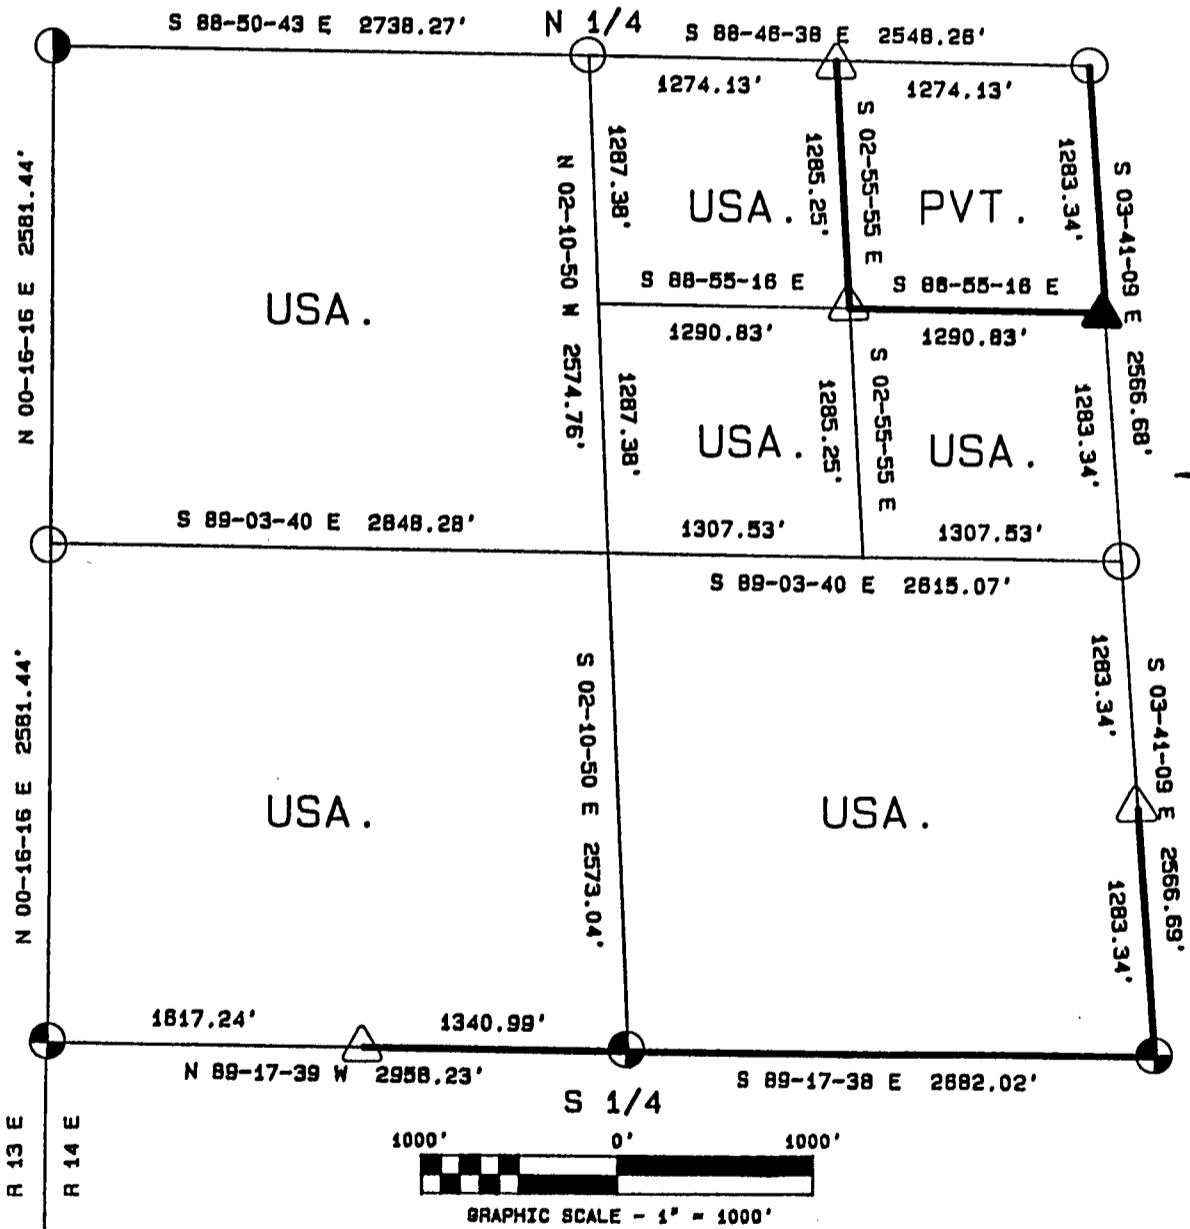 S 88-50-43 E 2738.27'
N 1/4
S 88-46-38 E 2548.26'
1274.13'
1274.13'
N 00-16-16 E 2581.44'
N 02-10-50 W 2574.76'
1287.38'
1285.25'
S 02-55-55 E
1283.34'
S 03-41-09 E 2566.68'
USA.
USA.
PVT.
S 88-55-16 E
S 88-55-16 E
1290.83'
1290.83'
1287.38'
1285.25'
S 02-55-55 E
1283.34'
USA.
USA.
S 89-03-40 E 2848.28'
1307.53'
1307.53'
S 89-03-40 E 2615.07'
N 00-16-16 E 2581.44'
S 02-10-50 E 2573.04'
1283.34'
S 03-41-09 E 2566.69'
USA.
USA.
1283.34'
1617.24'
1340.99'
N 89-17-39 W 2958.23'
S 89-17-38 E 2682.02'
S 1/4
R 13 E
R 14 E
1000' 0' 1000'
GRAPHIC SCALE - 1" = 1000'